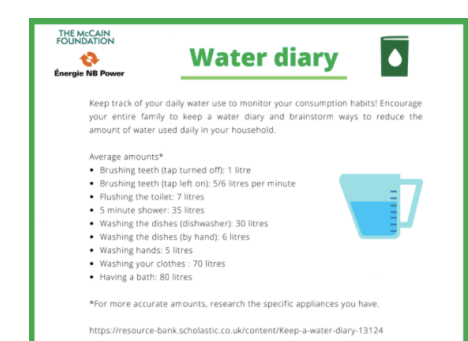 THE McCAIN
FOUNDATION
Énergie NB Power
Water diary
Keep track of your daily water use to monitor your consumption habits! Encourage
your entire family to keep a water diary and brainstorm ways to reduce the
amount of water used daily in your household.
Average amounts*
• Brushing teeth (tap turned off): 1 litre
• Brushing teeth (tap left on): 5/6 litres per minute
• Flushing the toilet: 7 litres
• 5 minute shower: 35 litres
• Washing the dishes (dishwasher): 30 litres
• Washing the dishes (by hand): 6 litres
• Washing hands: 5 litres
• Washing your clothes : 70 litres
• Having a bath: 80 litres
*For more accurate amounts, research the specific appliances you have.
https://resource-bank.scholastic.co.uk/content/Keep-a-water-diary-13124